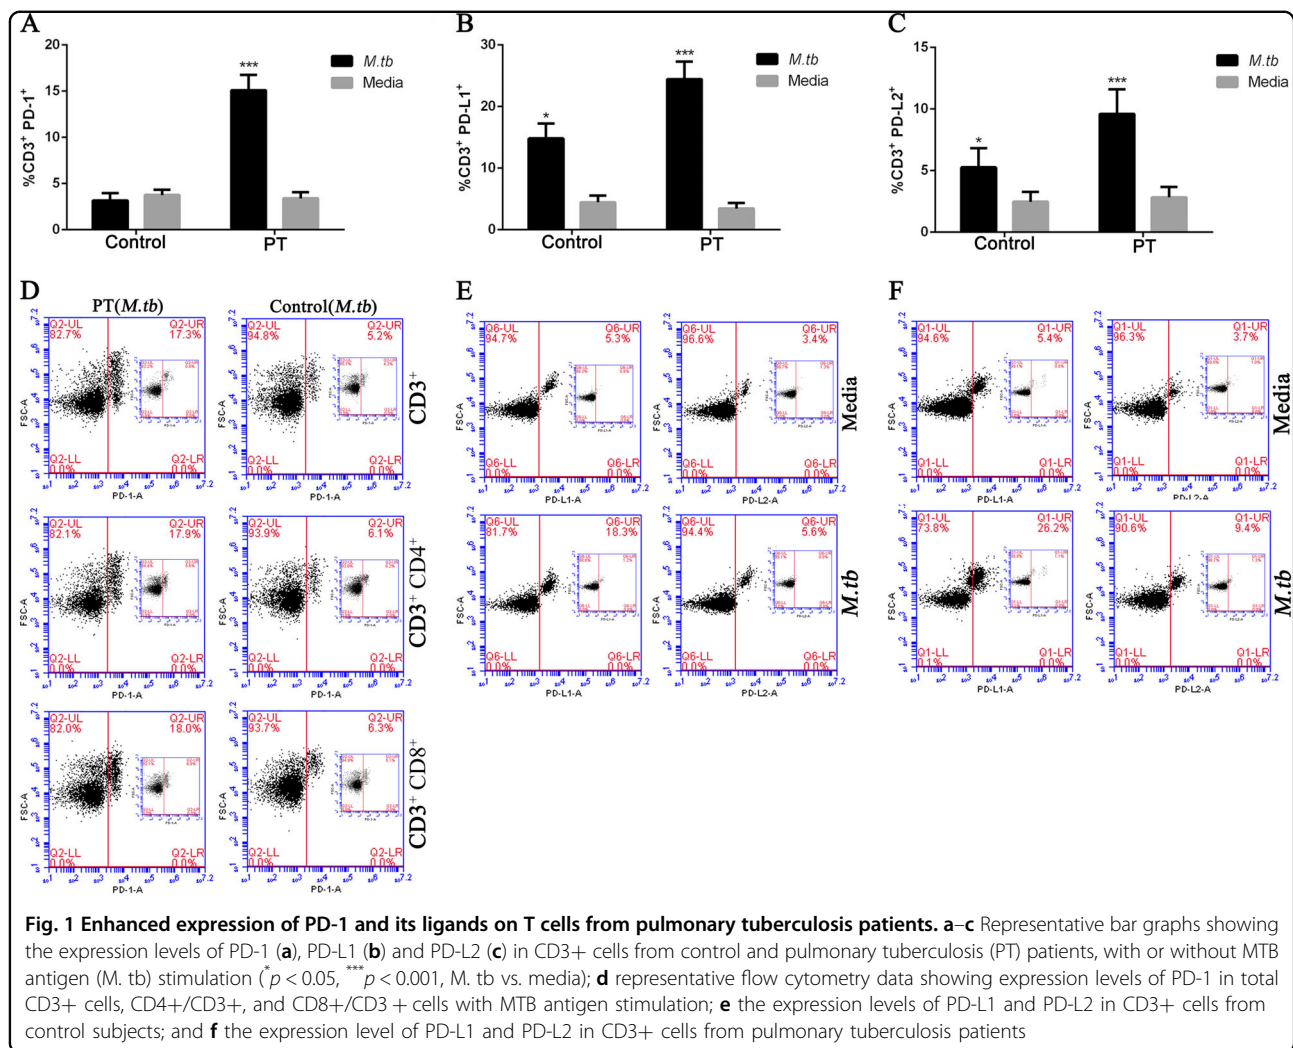 A
%CD3+ PD-1+
20
15
10
5
0
***
M.tb
Media
Control
PT
B
%CD3+ PD-L1+
30
20
10
0
*
***
M.tb
Media
Control
PT
C
%CD3+ PD-L2+
15
10
5
0
*
***
M.tb
Media
Control
PT
D
PT(M.tb)
Control(M.tb)
Q2-UL
82.7%
Q2-UR
17.3%
Q2-LL
0.0%
Q2-LR
0.0%
FSC-A
PD-1-A
Q2-UL
94.8%
Q2-UR
5.2%
Q2-LL
0.0%
Q2-LR
0.0%
FSC-A
PD-1-A
CD3+
Q2-UL
82.1%
Q2-UR
17.9%
Q2-LL
0.0%
Q2-LR
0.0%
FSC-A
PD-1-A
Q2-UL
93.9%
Q2-UR
6.1%
Q2-LL
0.0%
Q2-LR
0.0%
FSC-A
PD-1-A
CD3+ CD4+
Q2-UL
82.0%
Q2-UR
18.0%
Q2-LL
0.0%
Q2-LR
0.0%
FSC-A
PD-1-A
Q2-UL
93.7%
Q2-UR
6.3%
Q2-LL
0.0%
Q2-LR
0.0%
FSC-A
PD-1-A
CD3+ CD8+
E
Q6-UL
94.7%
Q6-UR
5.3%
Q6-LL
0.0%
Q6-LR
0.0%
FSC-A
PD-L1-A
Q6-UL
96.6%
Q6-UR
3.4%
Q6-LL
0.0%
Q6-LR
0.0%
FSC-A
PD-L2-A
Media
Q6-UL
81.7%
Q6-UR
18.3%
Q6-LL
0.0%
Q6-LR
0.0%
FSC-A
PD-L1-A
Q6-UL
94.4%
Q6-UR
5.6%
Q6-LL
0.0%
Q6-LR
0.0%
FSC-A
PD-L2-A
M.tb
F
Q1-UL
94.6%
Q1-UR
5.4%
Q1-LL
0.0%
Q1-LR
0.0%
FSC-A
PD-L1-A
Q1-UL
96.3%
Q1-UR
3.7%
Q1-LL
0.0%
Q1-LR
0.0%
FSC-A
PD-L2-A
Media
Q1-UL
73.8%
Q1-UR
26.2%
Q1-LL
0.1%
Q1-LR
0.0%
FSC-A
PD-L1-A
Q1-UL
90.6%
Q1-UR
9.4%
Q1-LL
0.0%
Q1-LR
0.0%
FSC-A
PD-L2-A
M.tb
Fig. 1 Enhanced expression of PD-1 and its ligands on T cells from pulmonary tuberculosis patients. a–c Representative bar graphs showing
the expression levels of PD-1 (a), PD-L1 (b) and PD-L2 (c) in CD3+ cells from control and pulmonary tuberculosis (PT) patients, with or without MTB
antigen (M. tb) stimulation (*p < 0.05, ***p < 0.001, M. tb vs. media); d representative flow cytometry data showing expression levels of PD-1 in total
CD3+ cells, CD4+/CD3+, and CD8+/CD3 + cells with MTB antigen stimulation; e the expression levels of PD-L1 and PD-L2 in CD3+ cells from
control subjects; and f the expression level of PD-L1 and PD-L2 in CD3+ cells from pulmonary tuberculosis patients